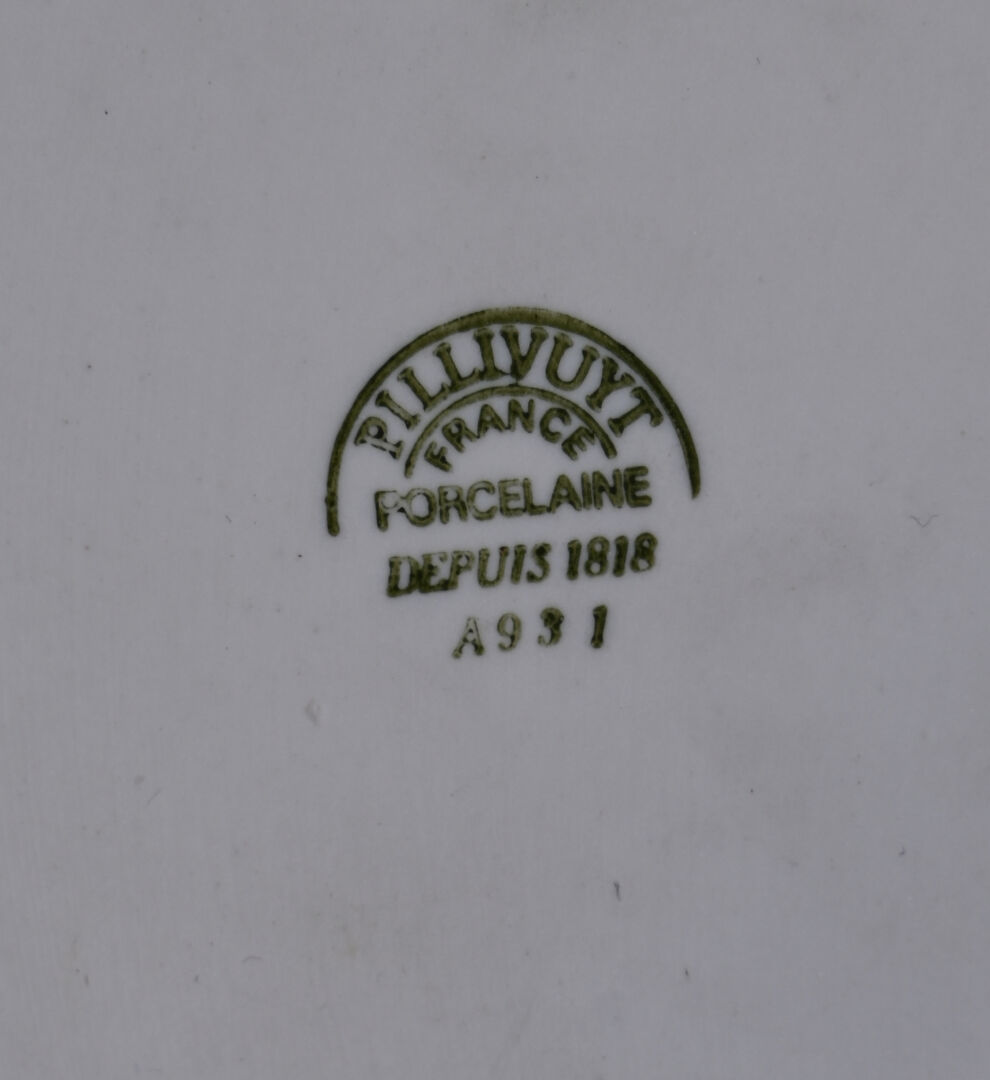 PILLIVUYT
FRANCE
PORCELAINE
DEPUIS 1818
A931